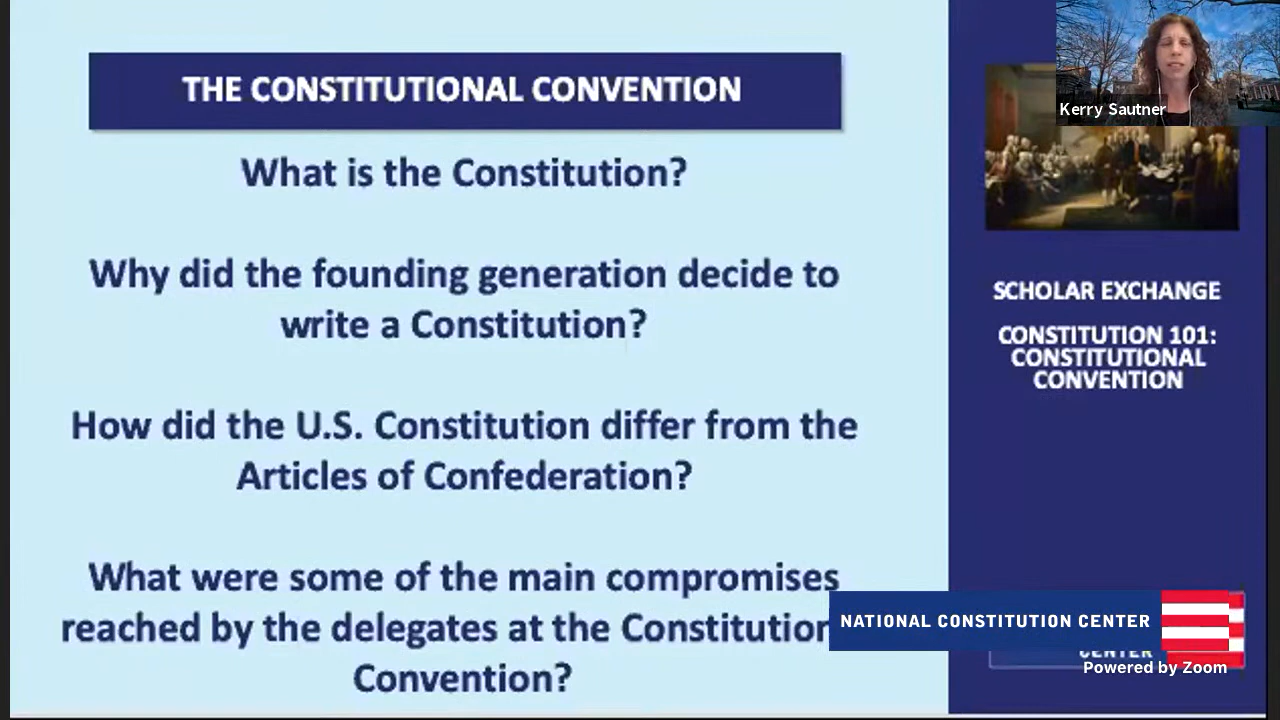 THE CONSTITUTIONAL CONVENTION
What is the Constitution?
Why did the founding generation decide to
write a Constitution?
How did the U.S. Constitution differ from the
Articles of Confederation?
What were some of the main compromises
reached by the delegates at the Constitution
Convention?
Kerry Sautner
SCHOLAR EXCHANGE
CONSTITUTION 101:
CONSTITUTIONAL
CONVENTION
NATIONAL CONSTITUTION CENTER
CENTER
Powered by Zoom